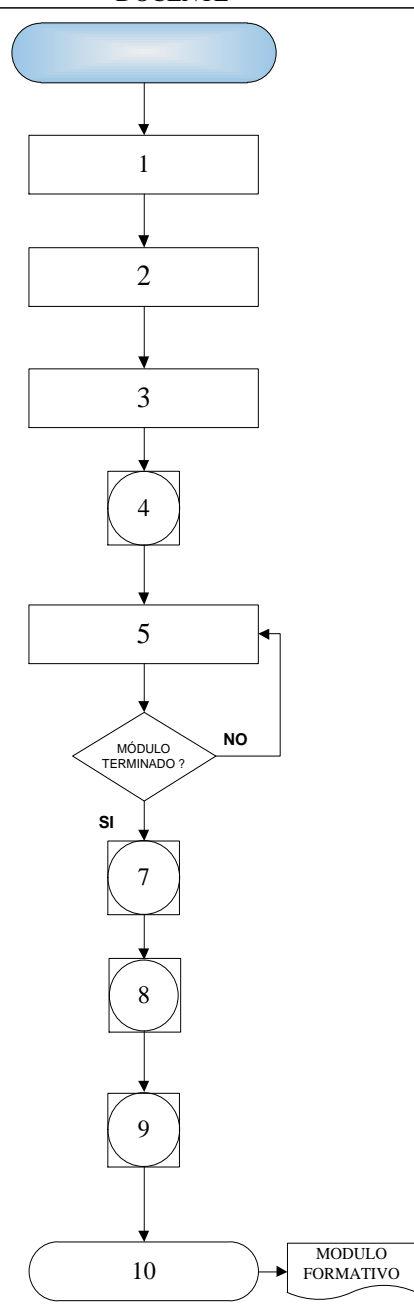 DOCENTE
1
2
3
4
5
MÓDULO
TERMINADO ?
NO
SI
7
8
9
10
MODULO
FORMATIVO